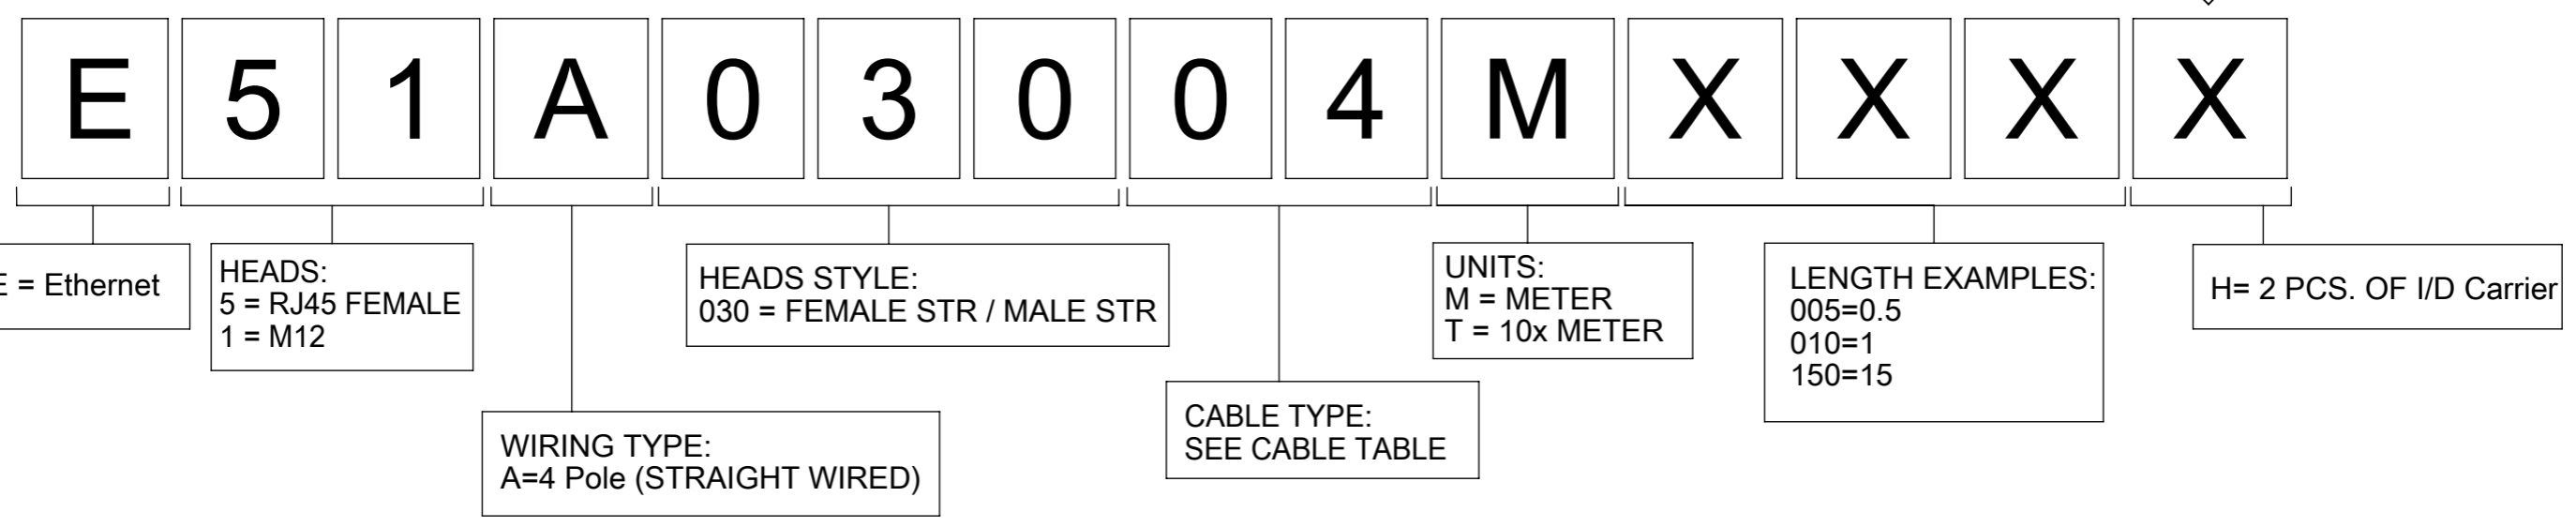 E 5 1 A 0 3 0 0 4 M X X X X
E = Ethernet
HEADS:
5 = RJ45 FEMALE
1 = M12
WIRING TYPE:
A=4 Pole (STRAIGHT WIRED)
HEADS STYLE:
030 = FEMALE STR / MALE STR
CABLE TYPE:
SEE CABLE TABLE
UNITS:
M = METER
T = 10x METER
LENGTH EXAMPLES:
005=0.5
010=1
150=15
H= 2 PCS. OF I/D Carrier